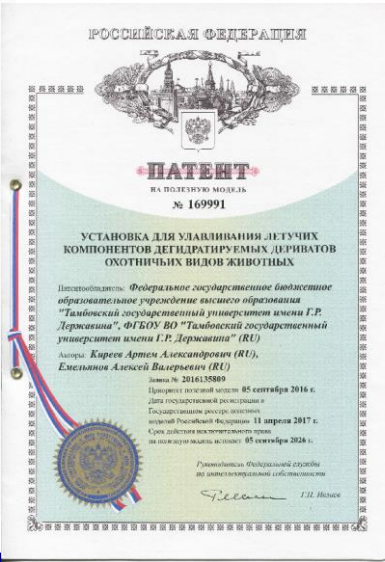 РОССИЙСКАЯ ФЕДЕРАЦИЯ
ПАТЕНТ
НА ПОЛЕЗНУЮ МОДЕЛЬ
№ 169991
УСТАНОВКА ДЛЯ УЛАВЛИВАНИЯ ЛЕТУЧИХ
КОМПОНЕНТОВ ДЕГИДРАТИРУЕМЫХ ДЕРИВАТОВ
ОХОТНИЧЬИХ ВИДОВ ЖИВОТНЫХ
Патентообладатель: Федеральное государственное бюджетное
образовательное учреждение высшего образования
"Тамбовский государственный университет имени Г.Р.
Державина", ФГБОУ ВО "Тамбовский государственный
университет имени Г.Р. Державина" (RU)
Авторы: Киреев Артем Александрович (RU),
Емельянов Алексей Валерьевич (RU)
Заявка № 2016135809
Приоритет полезной модели 05 сентября 2016 г.
Дата государственной регистрации в
Государственном реестре полезных
моделей Российской Федерации 11 апреля 2017 г.
Срок действия исключительного права
на полезную модель истекает 05 сентября 2026 г.
Руководитель Федеральной службы
по интеллектуальной собственности
Г.П. Ивлиев